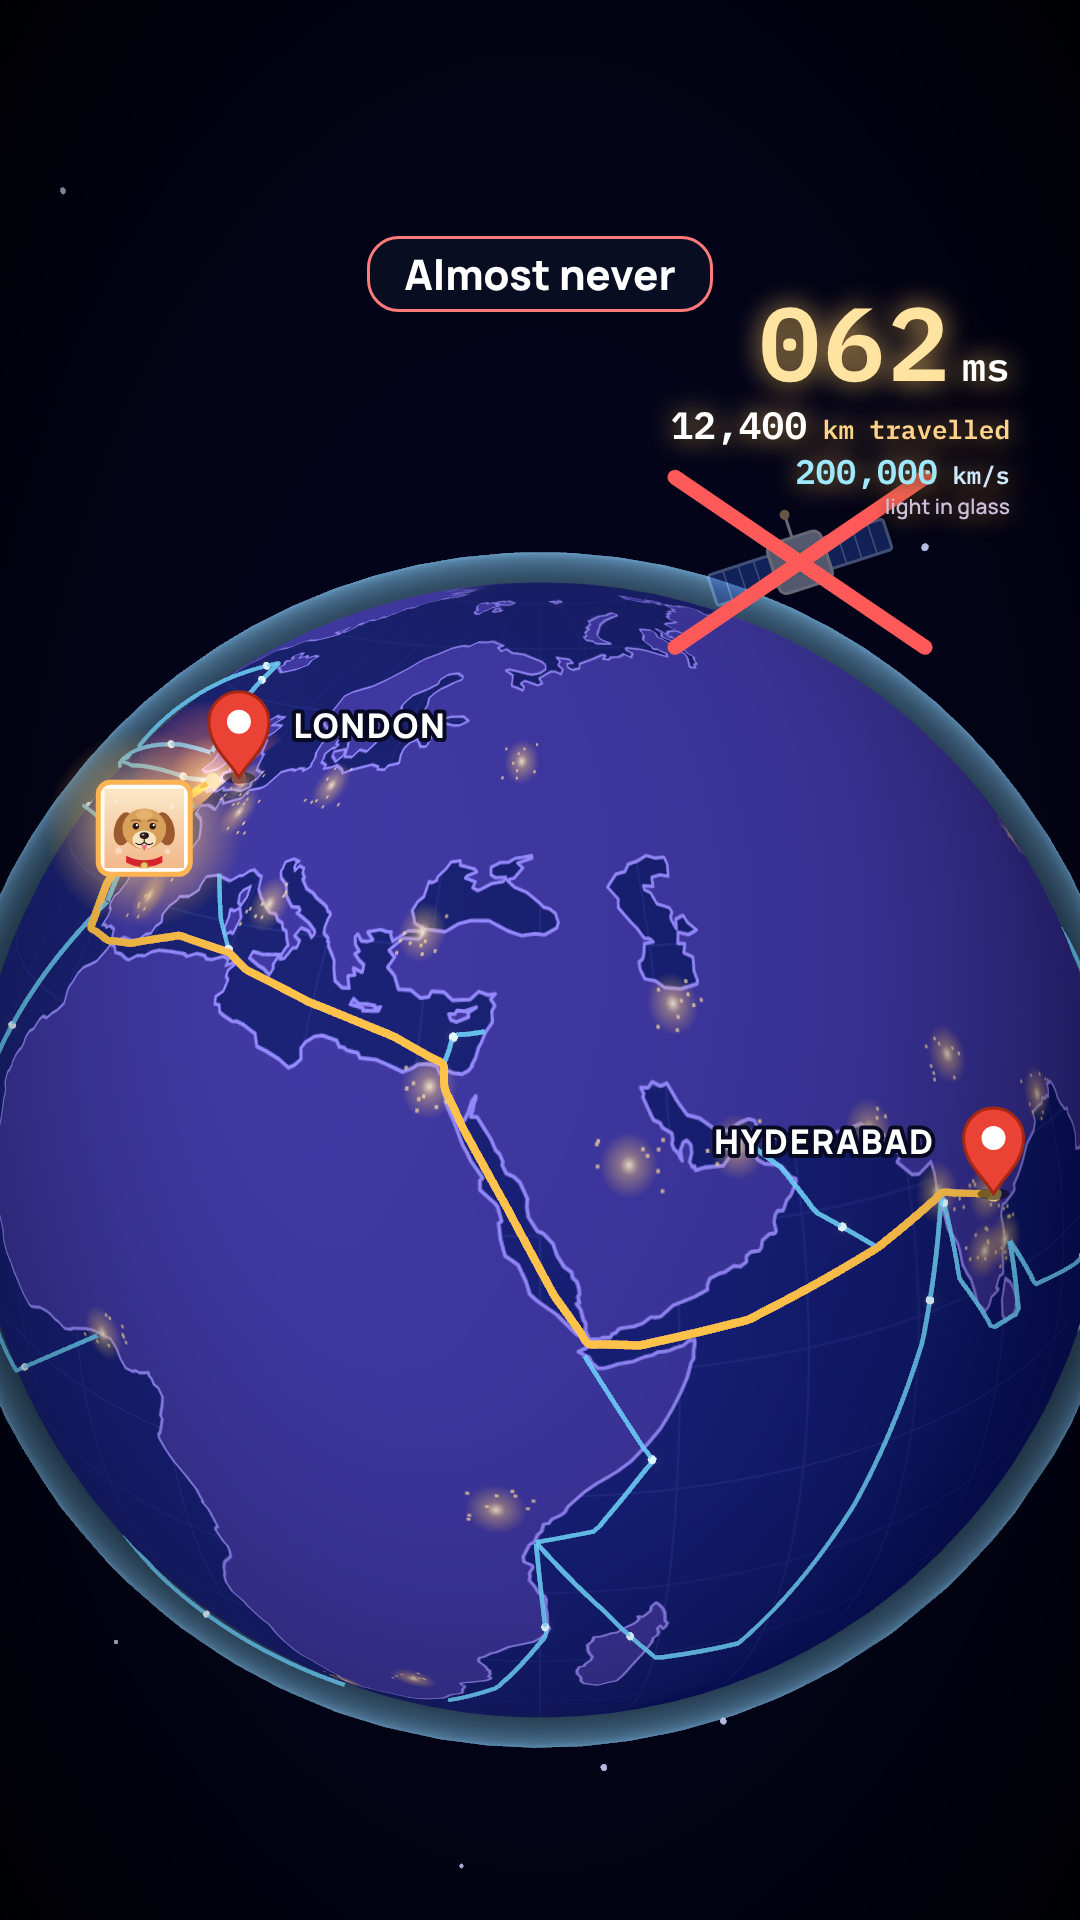 Almost never
062 ms
12,400 km travelled
200,000 km/s
light in glass
LONDON
HYDERABAD